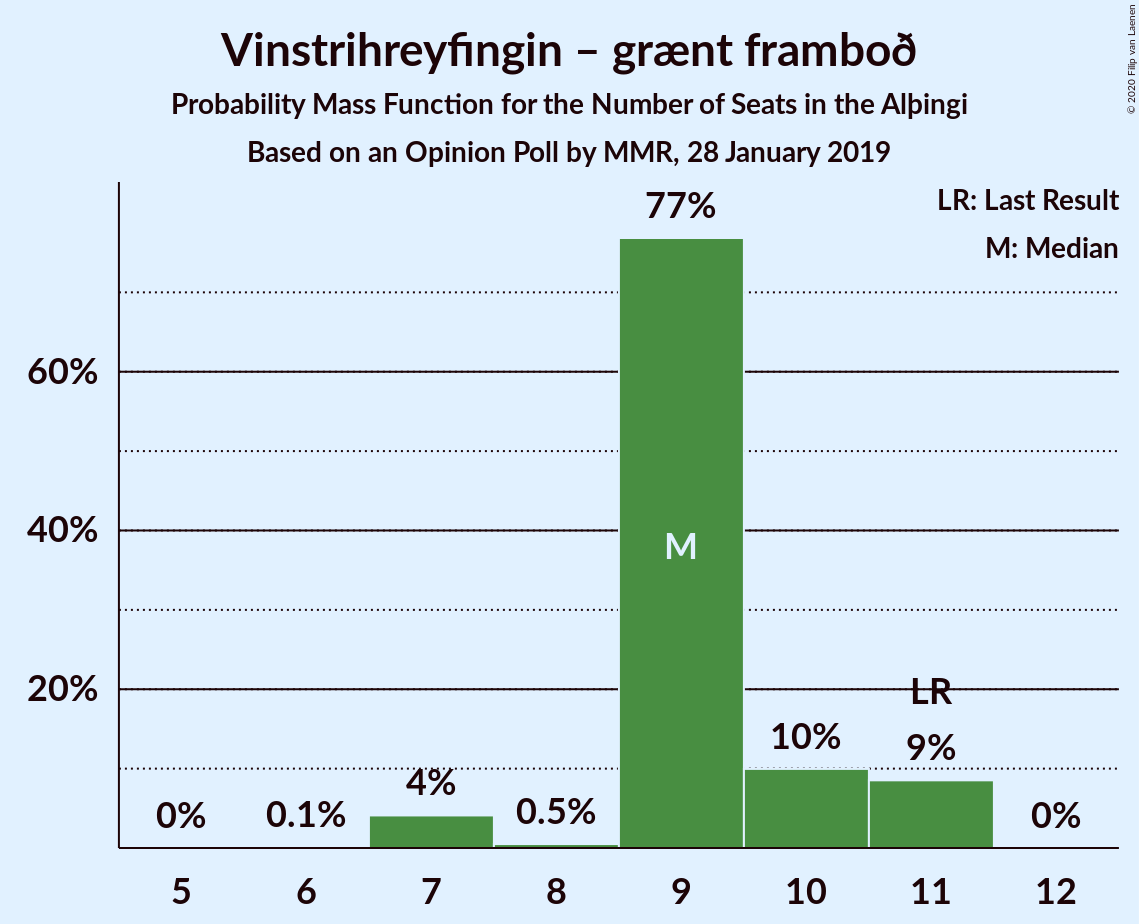 Vinstrihreyfingin – grænt framboð
Probability Mass Function for the Number of Seats in the Alþingi
Based on an Opinion Poll by MMR, 28 January 2019
© 2020 Filip van Laenen
LR: Last Result
M: Median
77%
60%
40%
20%
M
LR
0%
0.1%
4%
0.5%
10%
9%
0%
5
6
7
8
9
10
11
12